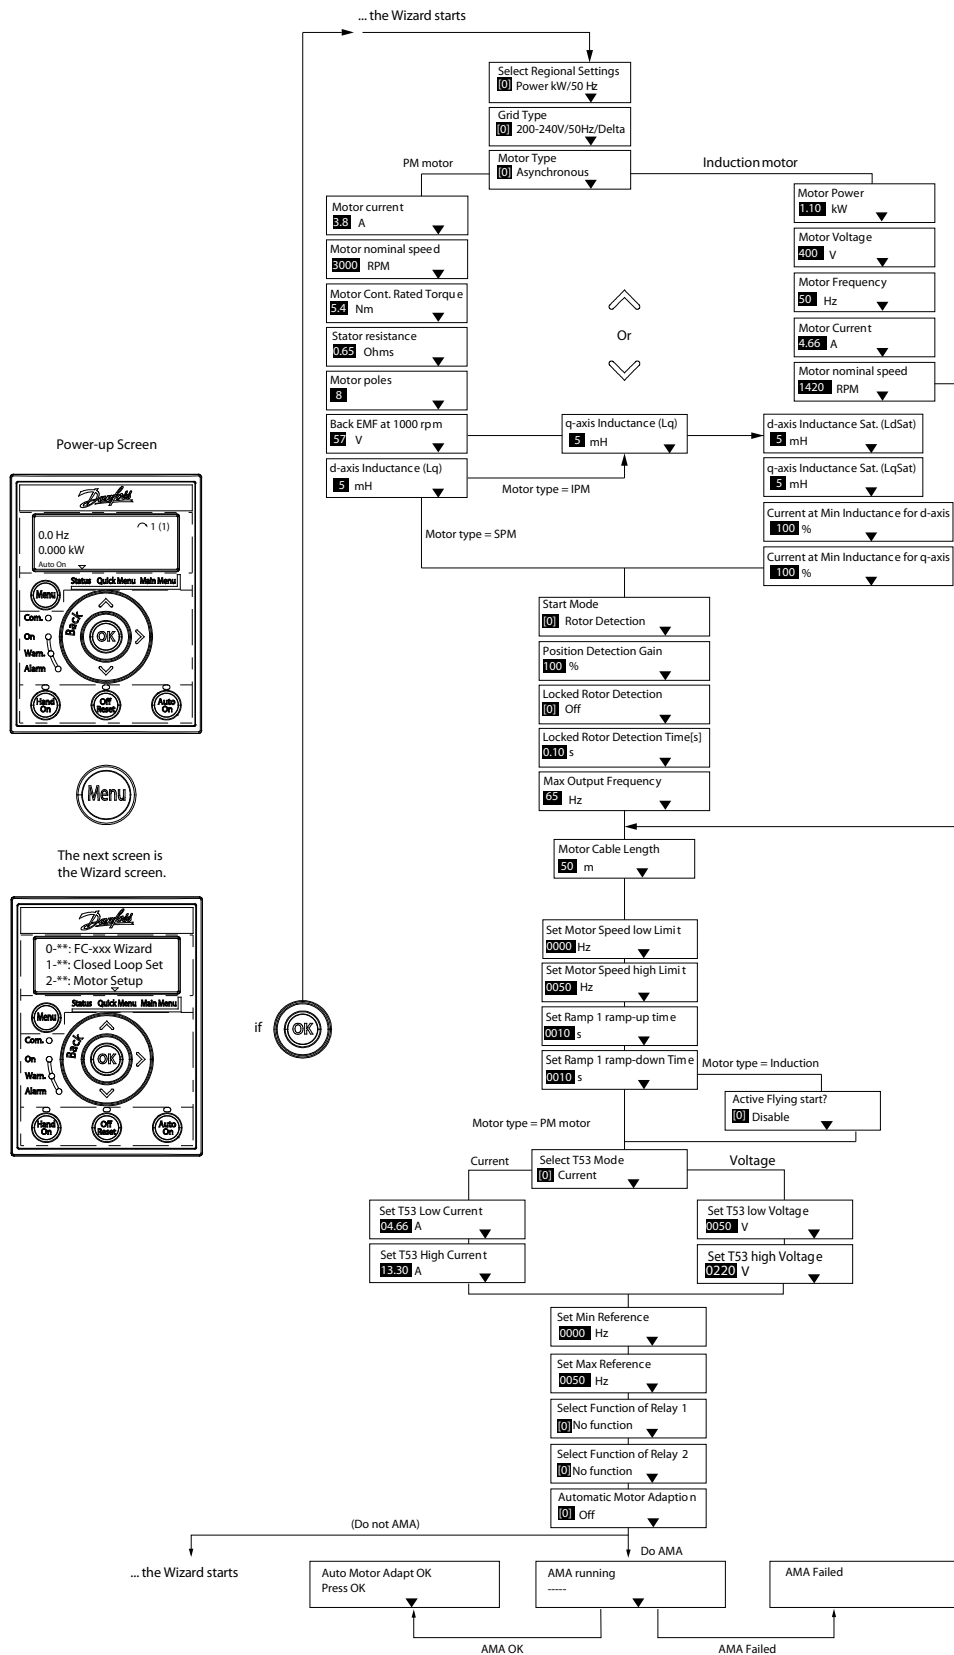 ... the Wizard starts
Select Regional Settings
[0] Power kW/50 Hz
Grid Type
[0] 200-240V/50Hz/Delta
PM motor
Motor Type
[0] Asynchronous
Induction motor
Motor current
3.8 A
Motor nominal speed
3000 RPM
Motor Cont. Rated Torque
5.4 Nm
Stator resistance
0.65 Ohms
Motor poles
8
Back EMF at 1000 rpm
57 V
d-axis Inductance (Lq)
5 mH
Motor Power
1.10 kW
Motor Voltage
400 V
Motor Frequency
50 Hz
Motor Current
4.66 A
Motor nominal speed
1420 RPM
Or
q-axis Inductance (Lq)
5 mH
Motor type = IPM
Motor type = SPM
d-axis Inductance Sat. (LdSat)
5 mH
q-axis Inductance Sat. (LqSat)
5 mH
Current at Min Inductance for d-axis
100 %
Current at Min Inductance for q-axis
100 %
Power-up Screen
Danfoss
1 (1)
0.0 Hz
0.000 kW
Auto On
Status Quick Menu Main Menu
Menu
Com.
On
Warn.
Alarm
Back
OK
Hand On
Off Reset
Auto On
Menu
The next screen is
the Wizard screen.
Danfoss
0-**: FC-xxx Wizard
1-**: Closed Loop Set
2-**: Motor Setup
Status Quick Menu Main Menu
Menu
Com.
On
Warn.
Alarm
Back
OK
Hand On
Off Reset
Auto On
if
OK
Start Mode
[0] Rotor Detection
Position Detection Gain
100 %
Locked Rotor Detection
[0] Off
Locked Rotor Detection Time[s]
0.10 s
Max Output Frequency
65 Hz
Motor Cable Length
50 m
Set Motor Speed low Limit
0000 Hz
Set Motor Speed high Limit
0050 Hz
Set Ramp 1 ramp-up time
0010 s
Set Ramp 1 ramp-down Time
0010 s
Motor type = Induction
Active Flying start?
[0] Disable
Motor type = PM motor
Current
Select T53 Mode
[0] Current
Voltage
Set T53 Low Current
04.66 A
Set T53 High Current
13.30 A
Set T53 low Voltage
0050 V
Set T53 high Voltage
0220 V
Set Min Reference
0000 Hz
Set Max Reference
0050 Hz
Select Function of Relay 1
[0] No function
Select Function of Relay 2
[0] No function
Automatic Motor Adaption
[0] Off
(Do not AMA)
Do AMA
... the Wizard starts
Auto Motor Adapt OK
Press OK
AMA running
-----
AMA Failed
AMA OK
AMA Failed